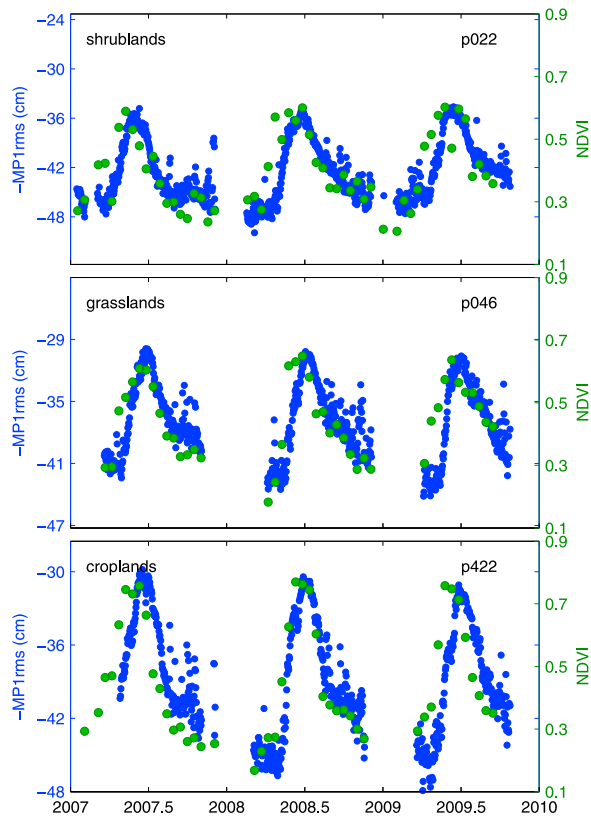 shrublands p022
−24
−30
−36
−42
−48
−MP1rms (cm)
0.9
0.7
0.5
0.3
0.1
NDVI
grasslands p046
−29
−35
−41
−47
−MP1rms (cm)
0.9
0.7
0.5
0.3
0.1
NDVI
croplands p422
−30
−36
−42
−48
−MP1rms (cm)
0.9
0.7
0.5
0.3
0.1
NDVI
2007 2007.5 2008 2008.5 2009 2009.5 2010